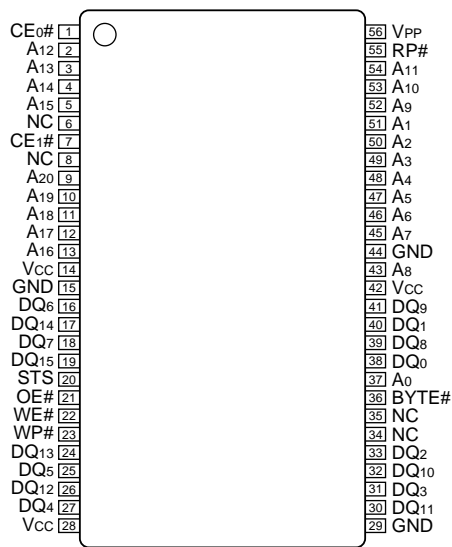 CE0# 1 56 VPP
A12 2 55 RP#
A13 3 54 A11
A14 4 53 A10
A15 5 52 A9
NC 6 51 A1
CE1# 7 50 A2
NC 8 49 A3
A20 9 48 A4
A19 10 47 A5
A18 11 46 A6
A17 12 45 A7
A16 13 44 GND
VCC 14 43 A8
GND 15 42 VCC
DQ6 16 41 DQ9
DQ14 17 40 DQ1
DQ7 18 39 DQ8
DQ15 19 38 DQ0
STS 20 37 A0
OE# 21 36 BYTE#
WE# 22 35 NC
WP# 23 34 NC
DQ13 24 33 DQ2
DQ5 25 32 DQ10
DQ12 26 31 DQ3
DQ4 27 30 DQ11
VCC 28 29 GND